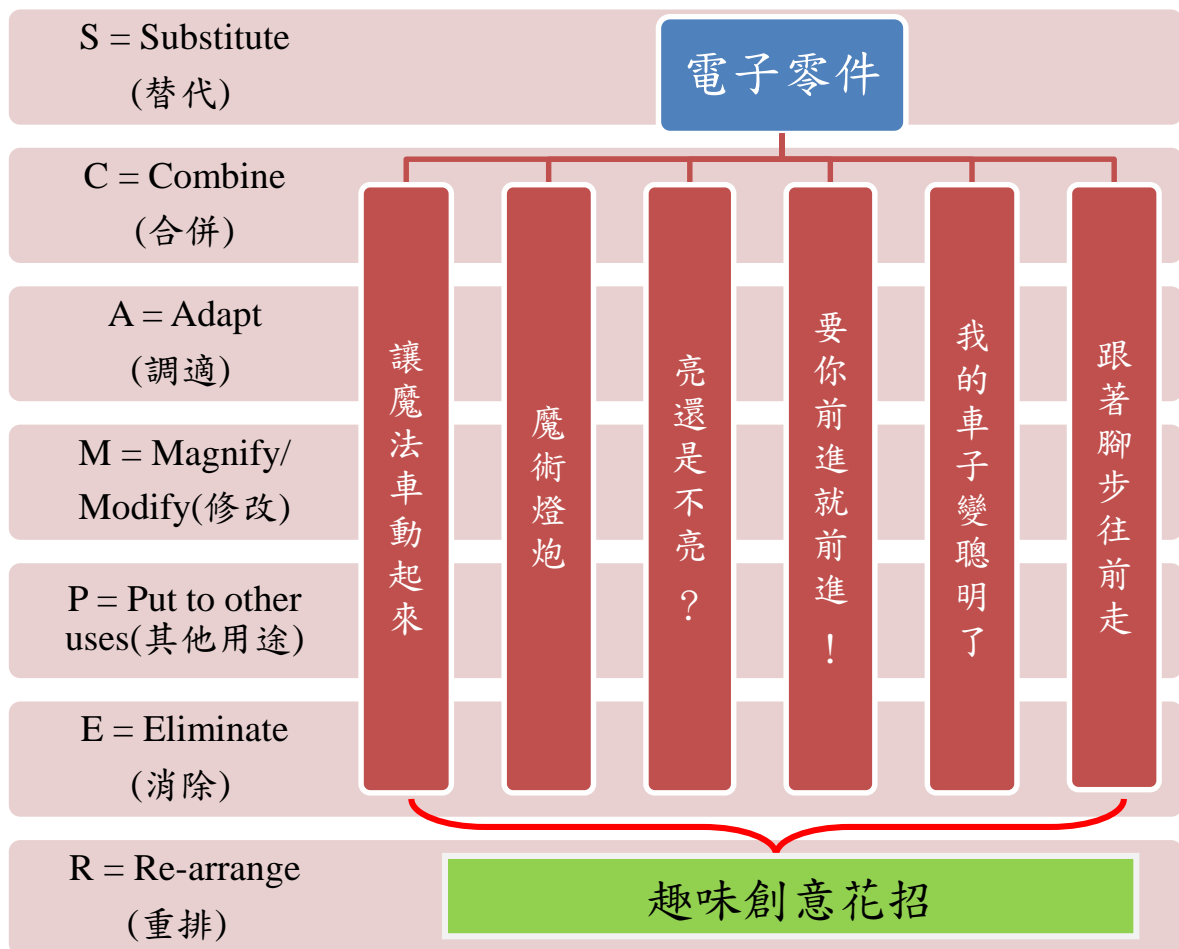 S = Substitute
(替代)
電子零件
C = Combine
(合併)
A = Adapt
(調適)
M = Magnify/
Modify(修改)
P = Put to other
uses(其他用途)
E = Eliminate
(消除)
R = Re-arrange
(重排)
讓魔法車動起來
魔術燈炮
亮還是不亮？
要你前進就前進！
我的車子變聰明了
跟著腳步往前走
趣味創意花招